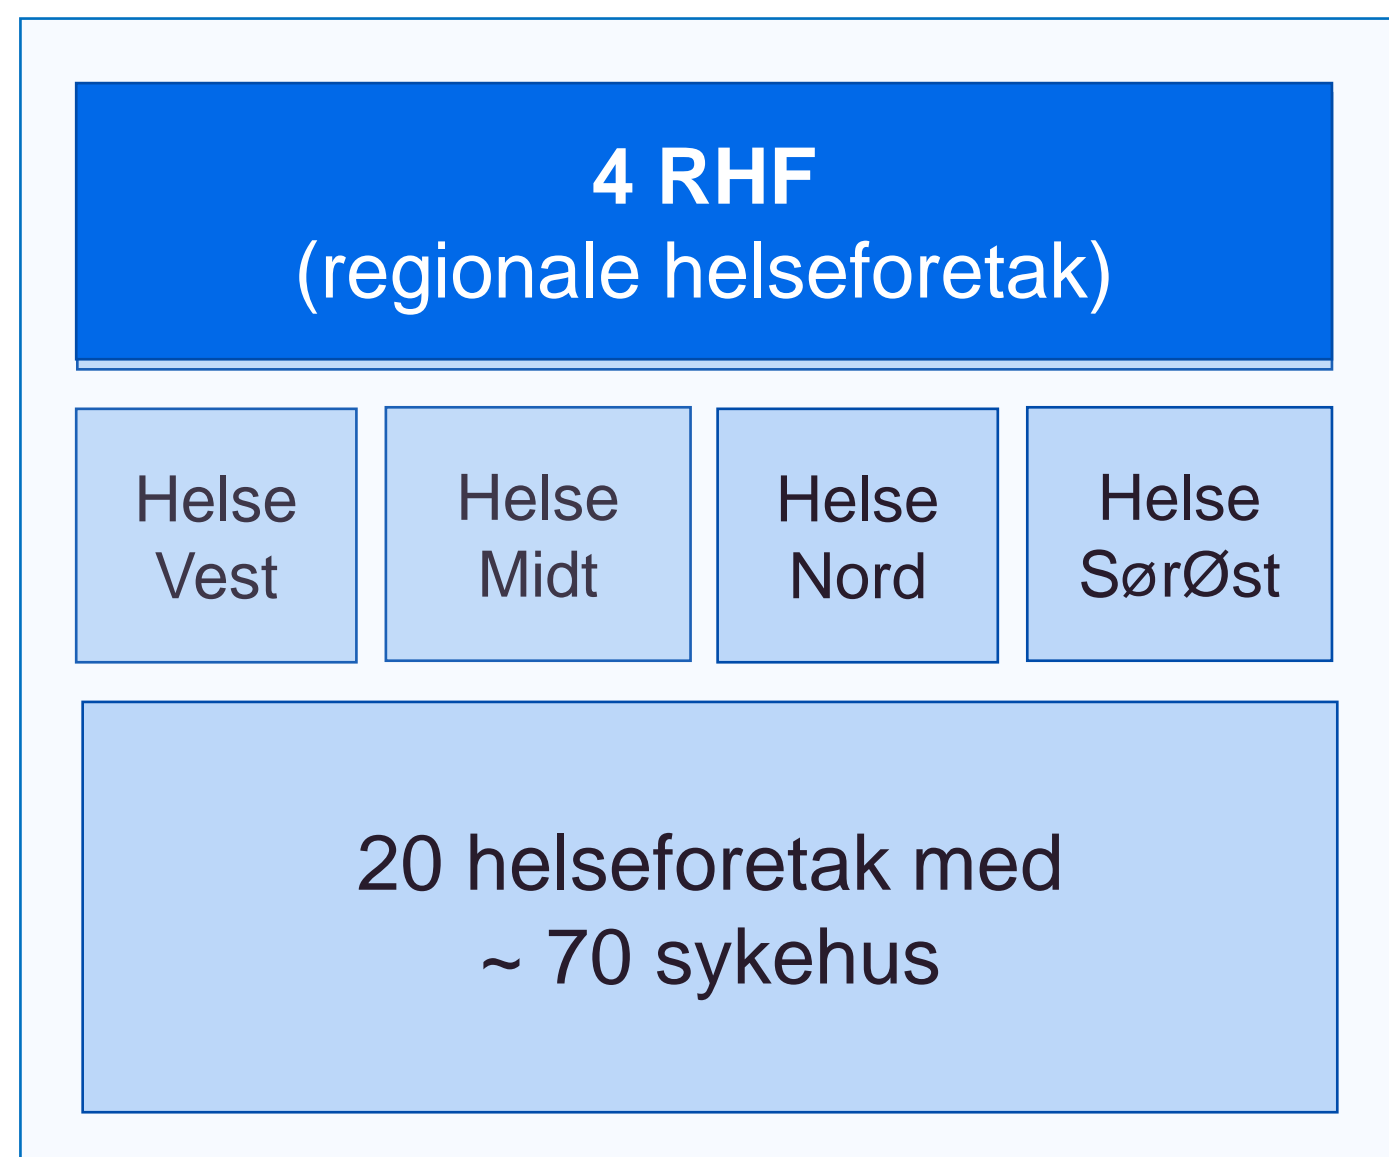 4 RHF
(regionale helseforetak)
Helse
Vest
Helse
Midt
Helse
Nord
Helse
SørØst
20 helseforetak med
~ 70 sykehus